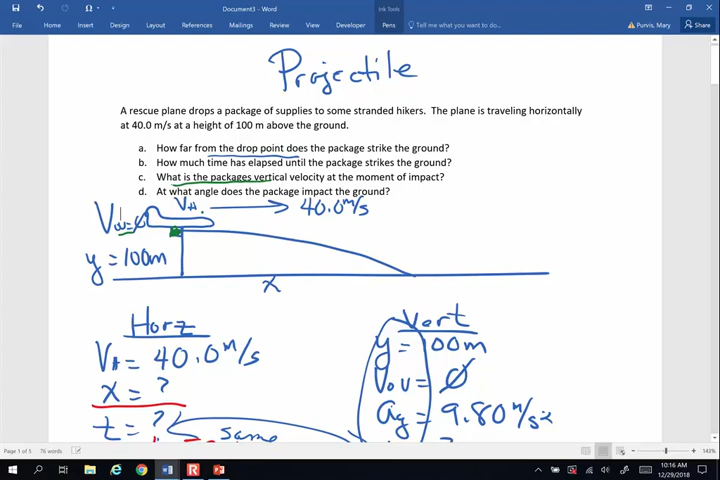 Document3 - Word
Ink Tools
File Home Insert Design Layout References Mailings Review View Developer Pens Tell me what you want to do... Purvis, Mary Share
Projectile
A rescue plane drops a package of supplies to some stranded hikers. The plane is traveling horizontally
at 40.0 m/s at a height of 100 m above the ground.
a. How far from the drop point does the package strike the ground?
b. How much time has elapsed until the package strikes the ground?
c. What is the packages vertical velocity at the moment of impact?
d. At what angle does the package impact the ground?
VH 40.0 m/s
Vov = Ø
y = 100m
x
Horz Vert
VH = 40.0 m/s y = 100m
x = ? Vov = Ø
t = ? ag = 9.80 m/s²
same
Page 1 of 5 76 words 143%
10:16 AM
12/29/2018